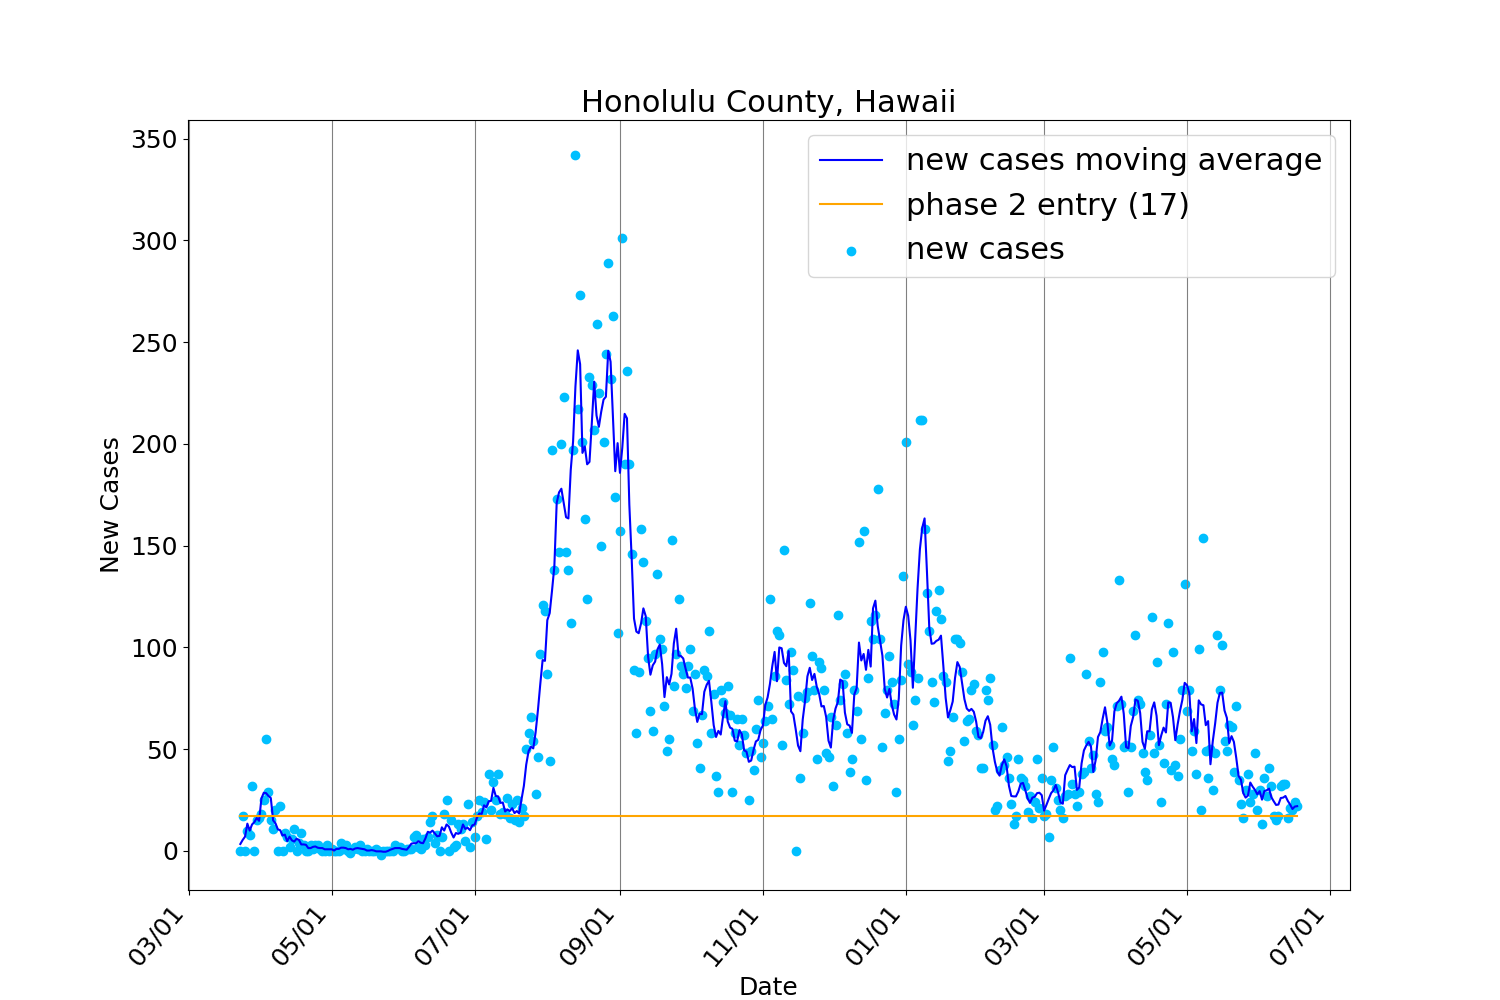 Honolulu County, Hawaii
new cases moving average
phase 2 entry (17)
new cases
350
300
250
200
150
100
50
0
New Cases
03/01
05/01
07/01
09/01
11/01
01/01
03/01
05/01
07/01
Date